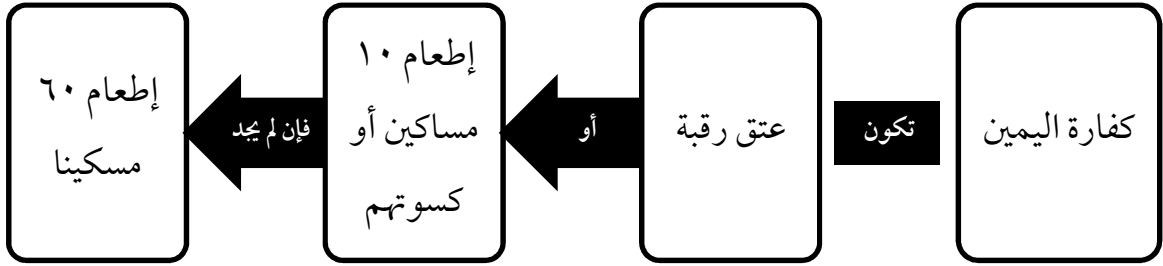 كفارة اليمين
تكون
عتق رقبة
أو
إطعام ١٠
مساكين أو
كسوتهم
فإن لم يجد
إطعام ٦٠
مسكينا